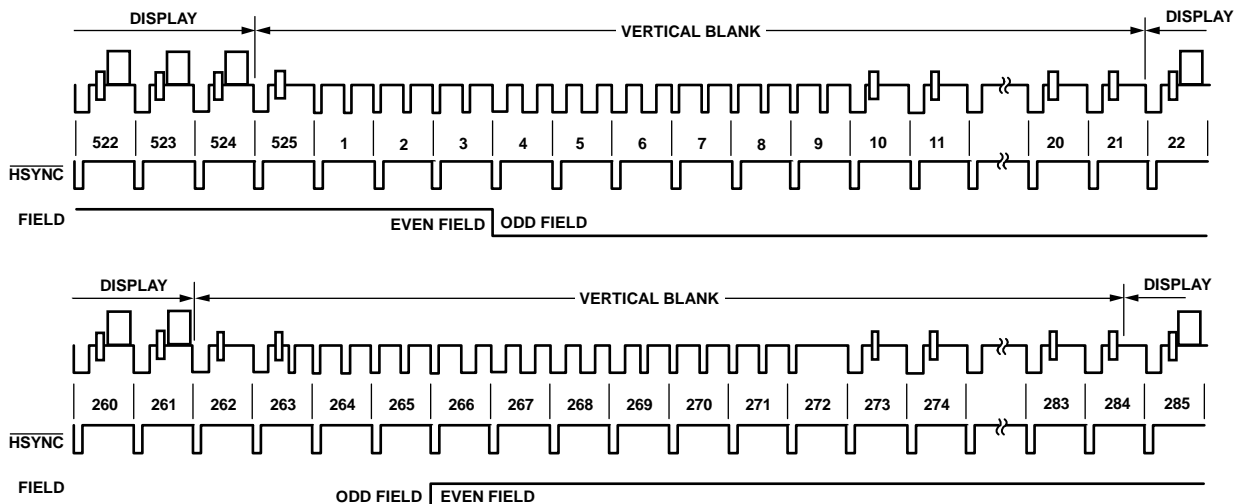 DISPLAY VERTICAL BLANK DISPLAY
522 523 524 525 1 2 3 4 5 6 7 8 9 10 11 20 21 22
HSYNC
FIELD EVEN FIELD ODD FIELD
DISPLAY VERTICAL BLANK DISPLAY
260 261 262 263 264 265 266 267 268 269 270 271 272 273 274 283 284 285
HSYNC
FIELD ODD FIELD EVEN FIELD